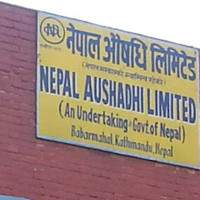 नेपाल औषधि लिमिटेड
NEPAL AUSHADHI LIMITED
(An Undertaking Govt of Nepal)
Babarmahal, Kathmandu, Nepal